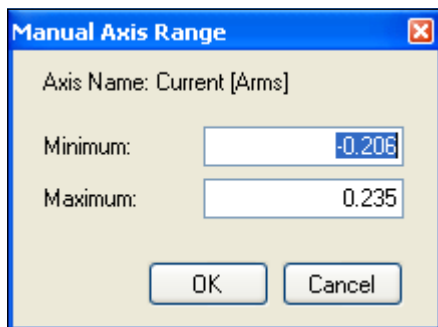 Manual Axis Range
Axis Name: Current [Arms]
Minimum: -0.206
Maximum: 0.235
OK Cancel